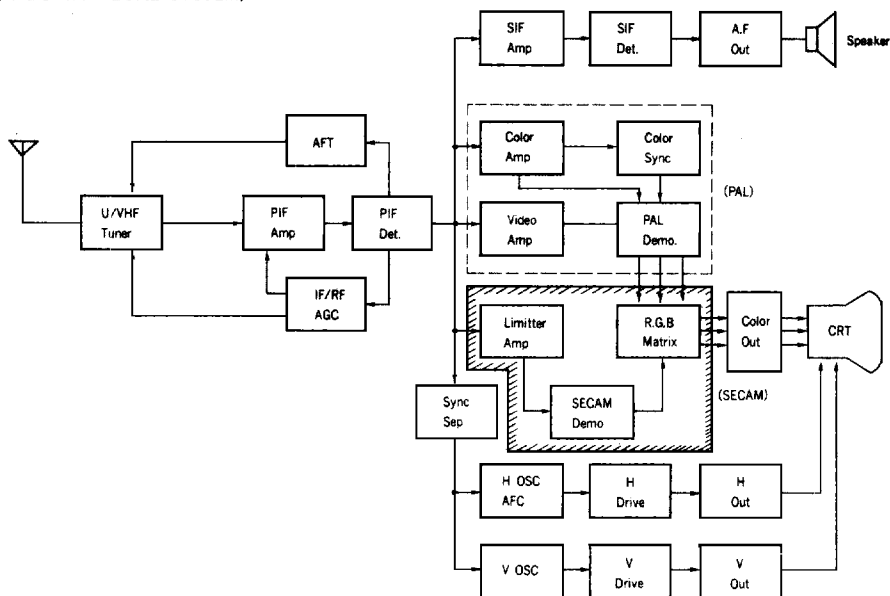 SIF
Amp
SIF
Det.
A.F
Out
Speaker
AFT
Color
Amp
Color
Sync
(PAL)
U/VHF
Tuner
PIF
Amp
PIF
Det.
Video
Amp
PAL
Demo.
IF/RF
AGC
Limitter
Amp
R.G.B
Matrix
Color
Out
CRT
Sync
Sep
SECAM
Demo
(SECAM)
H OSC
AFC
H
Drive
H
Out
V OSC
V
Drive
V
Out